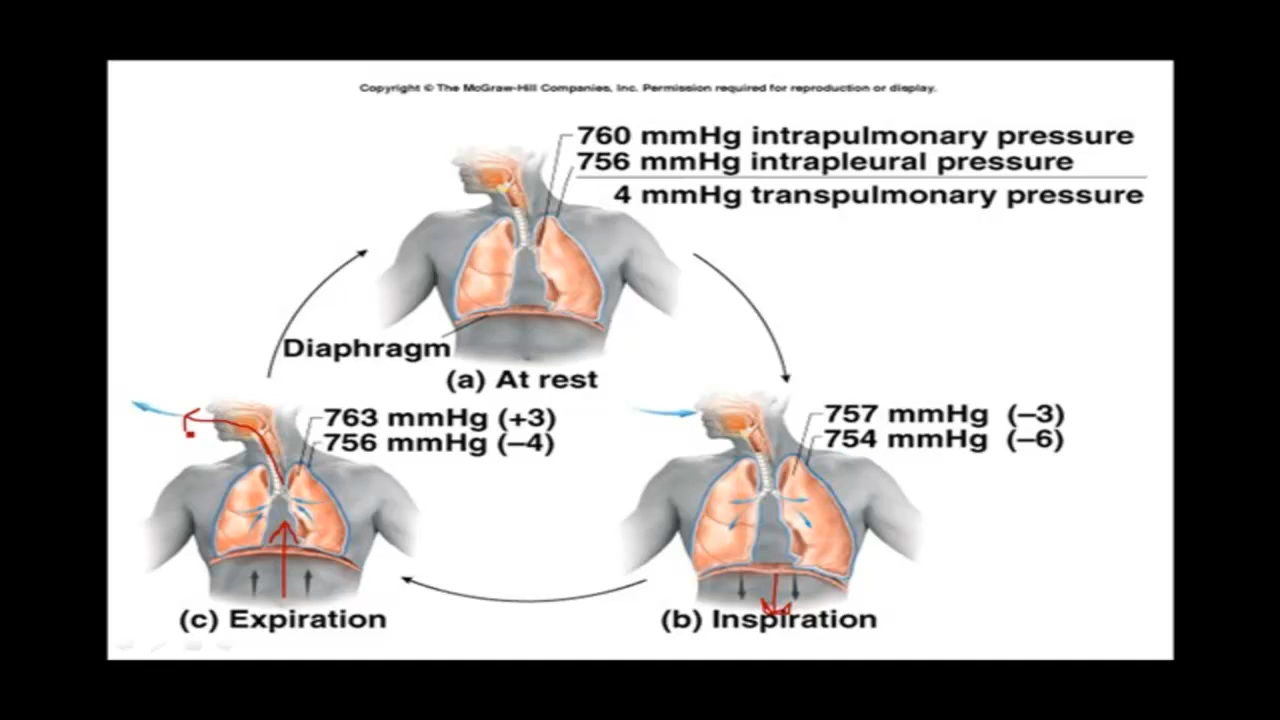 Copyright © The McGraw-Hill Companies, Inc. Permission required for reproduction or display.
760 mmHg intrapulmonary pressure
756 mmHg intrapleural pressure
4 mmHg transpulmonary pressure
Diaphragm
(a) At rest
763 mmHg (+3)
756 mmHg (–4)
(c) Expiration
757 mmHg (–3)
754 mmHg (–6)
(b) Inspiration